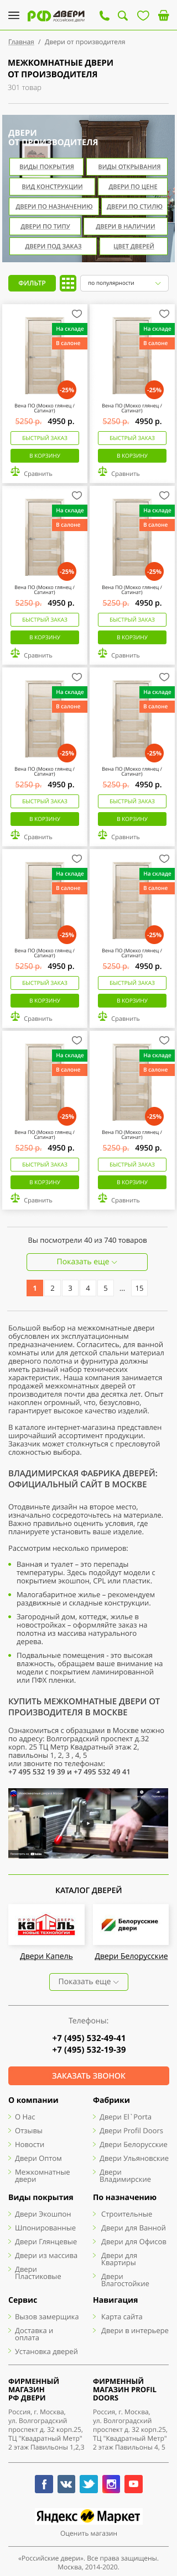 РФ ДВЕРИ
РОССИЙСКИЕ ДВЕРИ
Главная / Двери от производителя
МЕЖКОМНАТНЫЕ ДВЕРИ
ОТ ПРОИЗВОДИТЕЛЯ
301 товар
ДВЕРИ
ОТ ПРОИЗВОДИТЕЛЯ
ВИДЫ ПОКРЫТИЯ
ВИДЫ ОТКРЫВАНИЯ
ВИД КОНСТРУКЦИИ
ДВЕРИ ПО ЦЕНЕ
ДВЕРИ ПО НАЗНАЧЕНИЮ
ДВЕРИ ПО СТИЛЮ
ДВЕРИ ПО ТИПУ
ДВЕРИ В НАЛИЧИИ
ДВЕРИ ПОД ЗАКАЗ
ЦВЕТ ДВЕРЕЙ
ФИЛЬТР
по популярности
На складе На складе
В салоне В салоне
-25% -25%
Вена ПО (Мокко глянец / Вена ПО (Мокко глянец /
Сатинат) Сатинат)
5250 р. 4950 р. 5250 р. 4950 р.
БЫСТРЫЙ ЗАКАЗ БЫСТРЫЙ ЗАКАЗ
В КОРЗИНУ В КОРЗИНУ
Сравнить Сравнить
На складе На складе
В салоне В салоне
-25% -25%
Вена ПО (Мокко глянец / Вена ПО (Мокко глянец /
Сатинат) Сатинат)
5250 р. 4950 р. 5250 р. 4950 р.
БЫСТРЫЙ ЗАКАЗ БЫСТРЫЙ ЗАКАЗ
В КОРЗИНУ В КОРЗИНУ
Сравнить Сравнить
На складе На складе
В салоне В салоне
-25% -25%
Вена ПО (Мокко глянец / Вена ПО (Мокко глянец /
Сатинат) Сатинат)
5250 р. 4950 р. 5250 р. 4950 р.
БЫСТРЫЙ ЗАКАЗ БЫСТРЫЙ ЗАКАЗ
В КОРЗИНУ В КОРЗИНУ
Сравнить Сравнить
На складе На складе
В салоне В салоне
-25% -25%
Вена ПО (Мокко глянец / Вена ПО (Мокко глянец /
Сатинат) Сатинат)
5250 р. 4950 р. 5250 р. 4950 р.
БЫСТРЫЙ ЗАКАЗ БЫСТРЫЙ ЗАКАЗ
В КОРЗИНУ В КОРЗИНУ
Сравнить Сравнить
На складе На складе
В салоне В салоне
-25% -25%
Вена ПО (Мокко глянец / Вена ПО (Мокко глянец /
Сатинат) Сатинат)
5250 р. 4950 р. 5250 р. 4950 р.
БЫСТРЫЙ ЗАКАЗ БЫСТРЫЙ ЗАКАЗ
В КОРЗИНУ В КОРЗИНУ
Сравнить Сравнить
Вы посмотрели 40 из 740 товаров
Показать еще
1 2 3 4 5 ... 15
Большой выбор на межкомнатные двери
обусловлен их эксплуатационным
предназначением. Согласитесь, для ванной
комнаты или для детской спальни материал
дверного полотна и фурнитура должны
иметь разный набор технических
характеристик. Наша компания занимается
продажей межкомнатных дверей от
производителя почти два десятка лет. Опыт
накоплен огромный, что, безусловно,
гарантирует высокое качество изделий.
В каталоге интернет-магазина представлен
широчайший ассортимент продукции.
Заказчик может столкнуться с пресловутой
сложностью выбора.
ВЛАДИМИРСКАЯ ФАБРИКА ДВЕРЕЙ:
ОФИЦИАЛЬНЫЙ САЙТ В МОСКВЕ
Отодвиньте дизайн на второе место,
изначально сосредоточьтесь на материале.
Важно правильно оценить условия, где
планируете установить ваше изделие.
Рассмотрим несколько примеров:
Ванная и туалет – это перепады
температуры. Здесь подойдут модели с
покрытием экошпон, CPL или пластик.
Малогабаритное жилье – рекомендуем
раздвижные и складные конструкции.
Загородный дом, коттедж, жилье в
новостройках – оформляйте заказ на
полотна из массива натурального
дерева.
Подвальные помещения - это высокая
влажность, обращаем ваше внимание на
модели с покрытием ламинированной
или ПФХ пленки.
КУПИТЬ МЕЖКОМНАТНЫЕ ДВЕРИ ОТ
ПРОИЗВОДИТЕЛЯ В МОСКВЕ
Ознакомиться с образцами в Москве можно
по адресу: Волгоградский проспект д.32
корп. 25 ТЦ Метр Квадратный этаж 2,
павильоны 1, 2, 3 , 4, 5
или звоните по телефонам:
+7 495 532 19 39 и +7 495 532 49 41
КАТАЛОГ ДВЕРЕЙ
капЕль
НОВЫЕ ТЕХНОЛОГИИ
Белорусские
двери
Двери Капель
Двери Белорусские
Показать еще
Телефоны:
+7 (495) 532-49-41
+7 (495) 532-19-39
ЗАКАЗАТЬ ЗВОНОК
О компании
О Нас
Отзывы
Новости
Двери Оптом
Межкомнатные
двери
Фабрики
Двери El`Porta
Двери Profil Doors
Двери Белорусские
Двери Ульяновские
Двери
Владимирские
Виды покрытия
Двери Экошпон
Шпонированные
Двери Глянцевые
Двери из массива
Двери
Пластиковые
По назначению
Строительные
Двери для Ванной
Двери для Офисов
Двери для
Квартиры
Двери
Влагостойкие
Сервис
Вызов замерщика
Доставка и
оплата
Установка дверей
Навигация
Карта сайта
Двери в интерьере
ФИРМЕННЫЙ
МАГАЗИН
РФ ДВЕРИ
Россия, г. Москва,
ул. Волгоградский
проспект д. 32 корп.25,
ТЦ "Квадратный Метр"
2 этаж Павильоны 1,2,3
ФИРМЕННЫЙ
МАГАЗИН PROFIL
DOORS
Россия, г. Москва,
ул. Волгоградский
проспект д. 32 корп.25,
ТЦ "Квадратный Метр"
2 этаж Павильоны 4, 5
Яндекс Маркет
Оценить магазин
«Российские двери». Все права защищены.
Москва, 2014-2020.